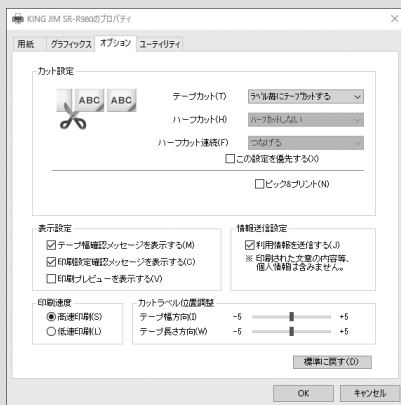 KING JIM SR-R980のプロパティ
用紙 グラフィックス オプション ユーティリティ
カット設定
ABC ABC
テープカット(T) ラベル毎にテープカットする
ハーフカット(H) ハーフカットしない
ハーフカット連続(F) つなげる
この設定を優先する(X)
ピック&プリント(N)
表示設定
テープ幅確認メッセージを表示する(M)
印刷設定確認メッセージを表示する(C)
印刷プレビューを表示する(V)
情報送信設定
利用情報を送信する(J)
※ 印刷された文章の内容等、
個人情報は含みません。
印刷速度
高速印刷(S)
低速印刷(L)
カットラベル位置調整
テープ幅方向(I) -5 +5
テープ長さ方向(W) -5 +5
標準に戻す(D)
OK キャンセル